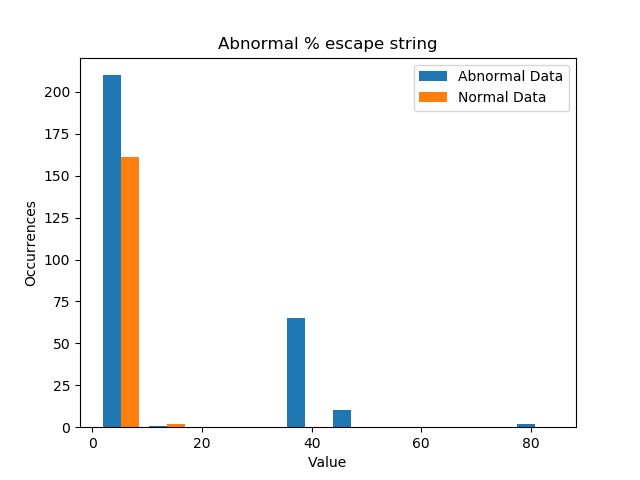 Abnormal % escape string
Abnormal Data
Normal Data
200
175
150
125
100
75
50
25
0
Occurrences
0 20 40 60 80
Value